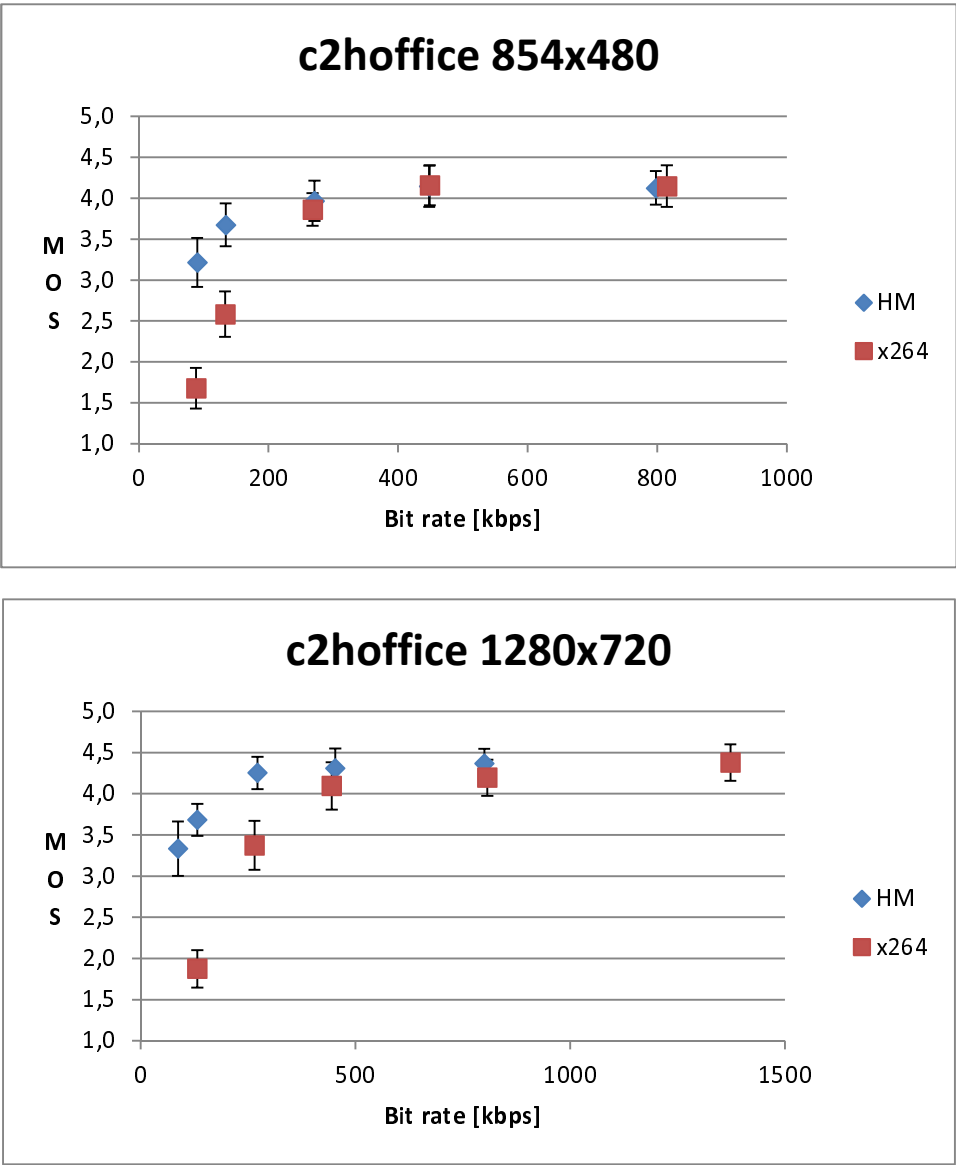 c2hoffice 854x480
5,0
4,5
4,0
3,5
3,0
2,5
2,0
1,5
1,0
M
O
S
0 200 400 600 800 1000
Bit rate [kbps]
HM
x264
c2hoffice 1280x720
5,0
4,5
4,0
3,5
3,0
2,5
2,0
1,5
1,0
M
O
S
0 500 1000 1500
Bit rate [kbps]
HM
x264